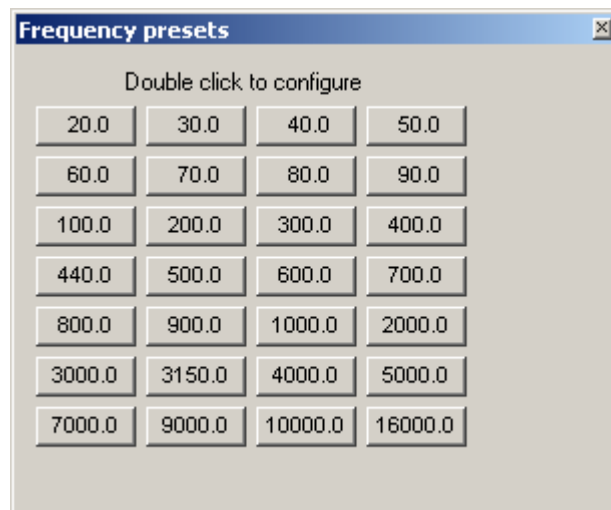 Frequency presets
Double click to configure
20.0 30.0 40.0 50.0
60.0 70.0 80.0 90.0
100.0 200.0 300.0 400.0
440.0 500.0 600.0 700.0
800.0 900.0 1000.0 2000.0
3000.0 3150.0 4000.0 5000.0
7000.0 9000.0 10000.0 16000.0